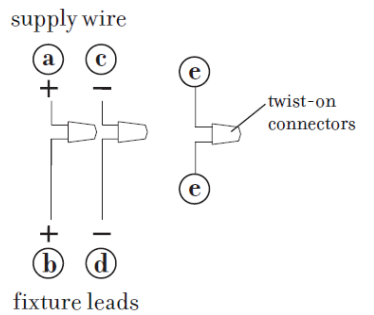 supply wire
a c e
+ −
twist-on
connectors
e
+ −
b d
fixture leads